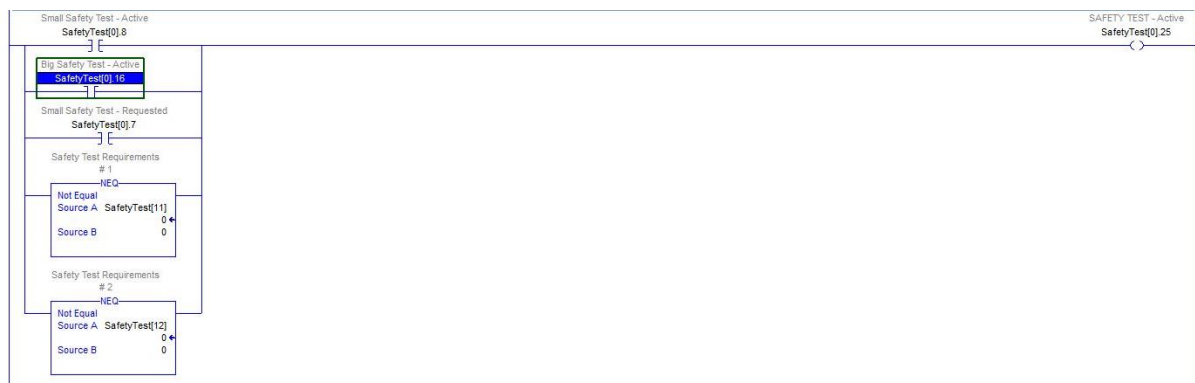 Small Safety Test - Active
SafetyTest[0].8
SAFETY TEST - Active
SafetyTest[0].25
Big Safety Test - Active
SafetyTest[0].16
Small Safety Test - Requested
SafetyTest[0].7
Safety Test Requirements
# 1
NEQ
Not Equal
Source A SafetyTest[11]
0
Source B 0
Safety Test Requirements
# 2
NEQ
Not Equal
Source A SafetyTest[12]
0
Source B 0